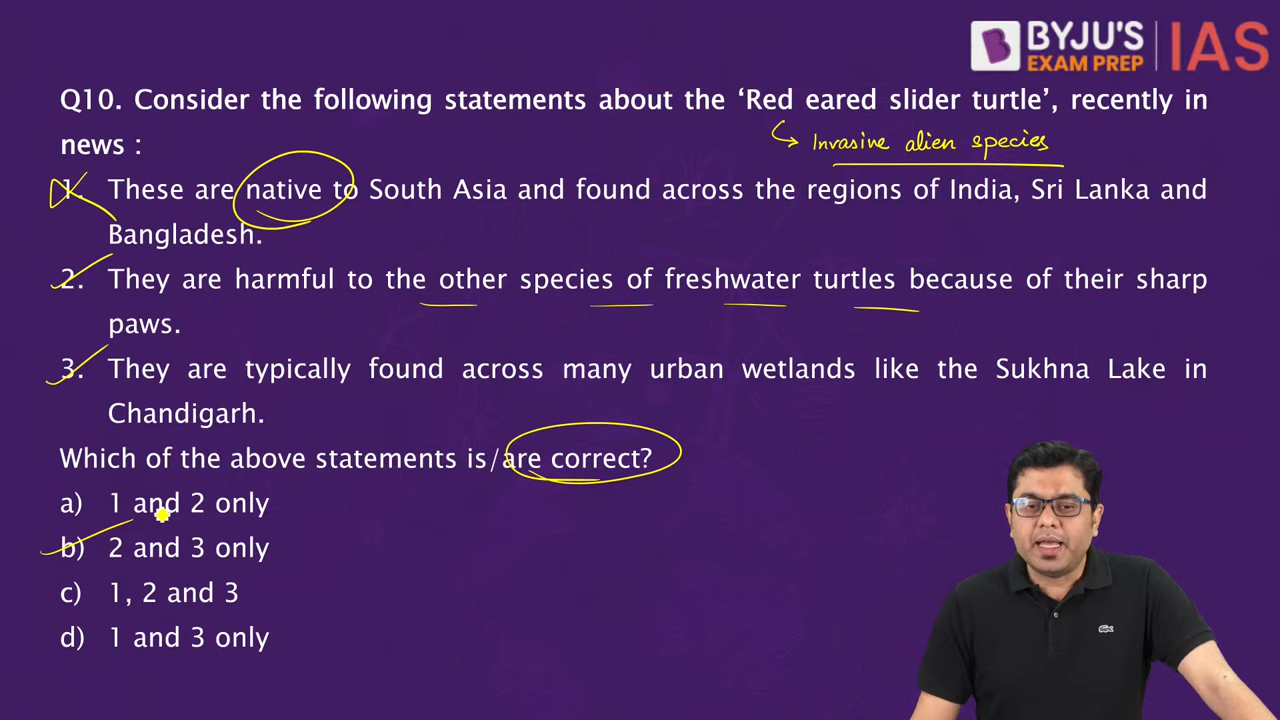 BYJU'S IAS
EXAM PREP
Q10. Consider the following statements about the ‘Red eared slider turtle’, recently in
Invasive alien species
news :
1. These are native to South Asia and found across the regions of India, Sri Lanka and
Bangladesh.
2. They are harmful to the other species of freshwater turtles because of their sharp
paws.
3. They are typically found across many urban wetlands like the Sukhna Lake in
Chandigarh.
Which of the above statements is/are correct?
a) 1 and 2 only
b) 2 and 3 only
c) 1, 2 and 3
d) 1 and 3 only